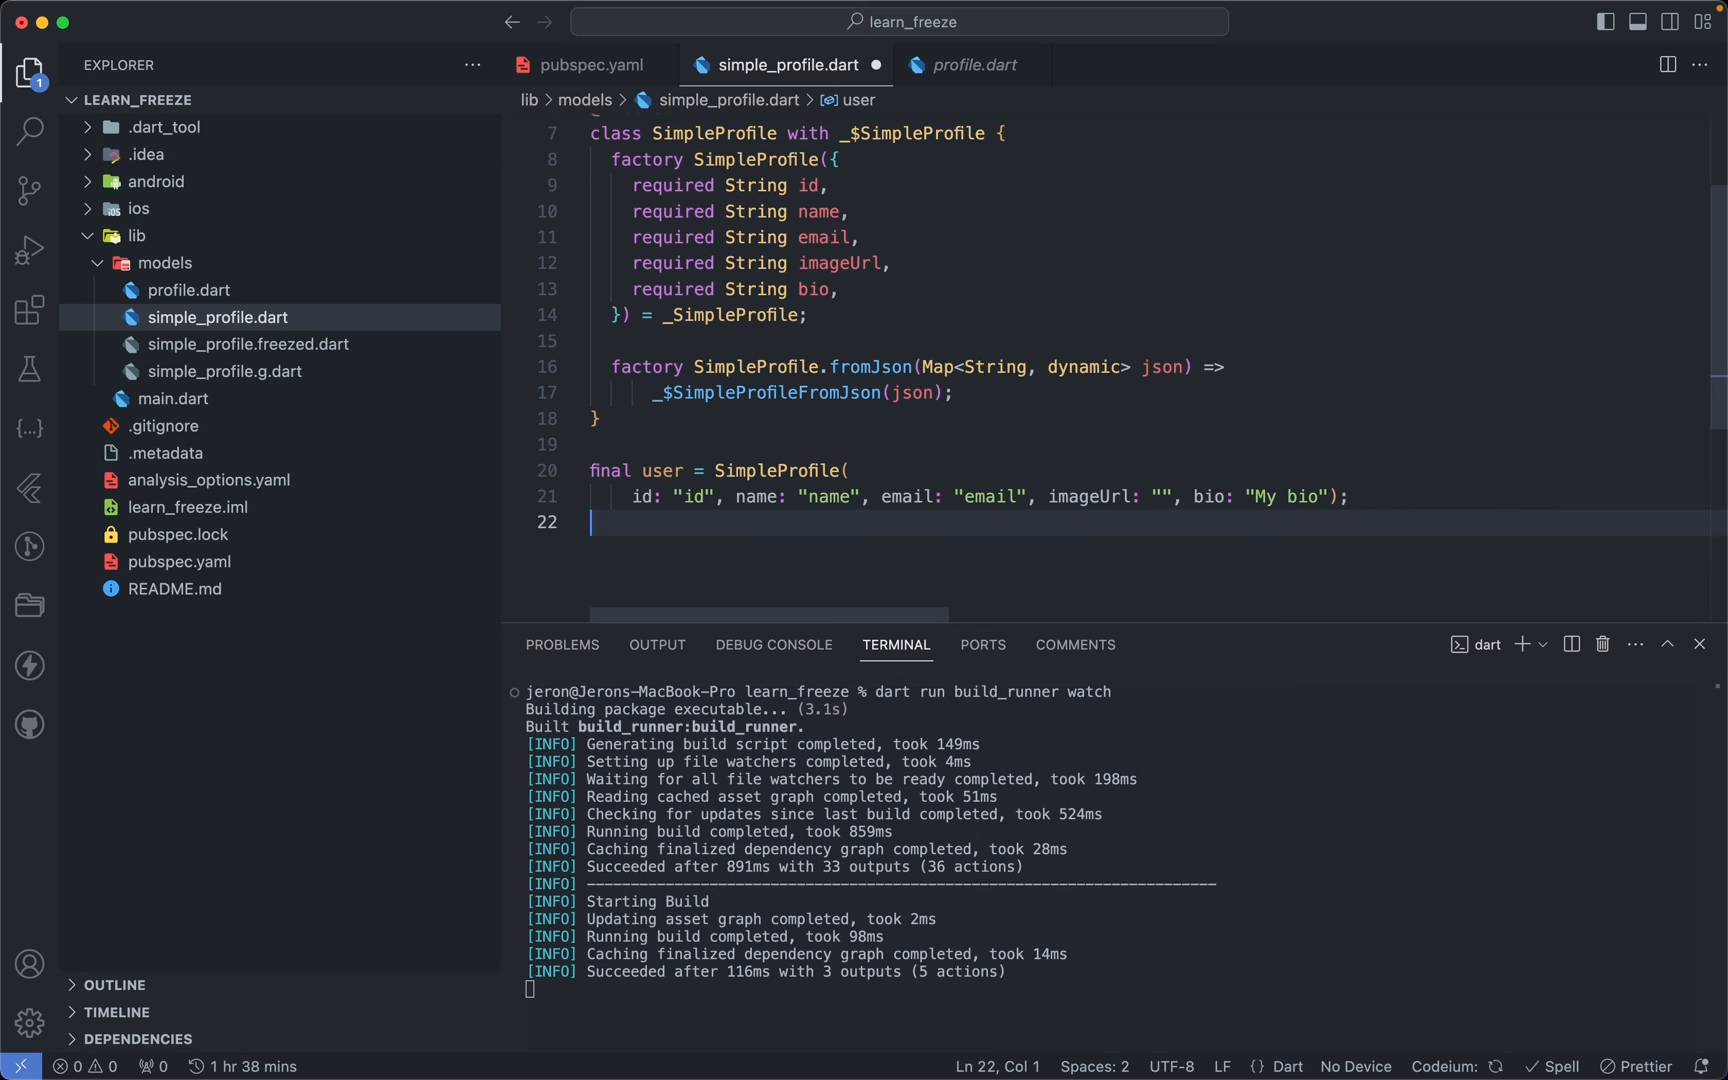 learn_freeze
EXPLORER
LEARN_FREEZE
.dart_tool
.idea
android
ios
lib
models
profile.dart
simple_profile.dart
simple_profile.freezed.dart
simple_profile.g.dart
main.dart
.gitignore
.metadata
analysis_options.yaml
learn_freeze.iml
pubspec.lock
pubspec.yaml
README.md
OUTLINE
TIMELINE
DEPENDENCIES
1
pubspec.yaml
simple_profile.dart
profile.dart
lib > models > simple_profile.dart > user
7 class SimpleProfile with _$SimpleProfile {
8 factory SimpleProfile({
9 required String id,
10 required String name,
11 required String email,
12 required String imageUrl,
13 required String bio,
14 }) = _SimpleProfile;
15
16 factory SimpleProfile.fromJson(Map<String, dynamic> json) =>
17 _$SimpleProfileFromJson(json);
18 }
19
20 final user = SimpleProfile(
21 id: "id", name: "name", email: "email", imageUrl: "", bio: "My bio");
22
PROBLEMS OUTPUT DEBUG CONSOLE TERMINAL PORTS COMMENTS
dart
jeron@Jerons-MacBook-Pro learn_freeze % dart run build_runner watch
Building package executable... (3.1s)
Built build_runner:build_runner.
[INFO] Generating build script completed, took 149ms
[INFO] Setting up file watchers completed, took 4ms
[INFO] Waiting for all file watchers to be ready completed, took 198ms
[INFO] Reading cached asset graph completed, took 51ms
[INFO] Checking for updates since last build completed, took 524ms
[INFO] Running build completed, took 859ms
[INFO] Caching finalized dependency graph completed, took 28ms
[INFO] Succeeded after 891ms with 33 outputs (36 actions)
[INFO] ------------------------------------------------------------------------
[INFO] Starting Build
[INFO] Updating asset graph completed, took 2ms
[INFO] Running build completed, took 98ms
[INFO] Caching finalized dependency graph completed, took 14ms
[INFO] Succeeded after 116ms with 3 outputs (5 actions)
0 0 0 1 hr 38 mins
Ln 22, Col 1 Spaces: 2 UTF-8 LF {} Dart No Device Codeium: Spell Prettier